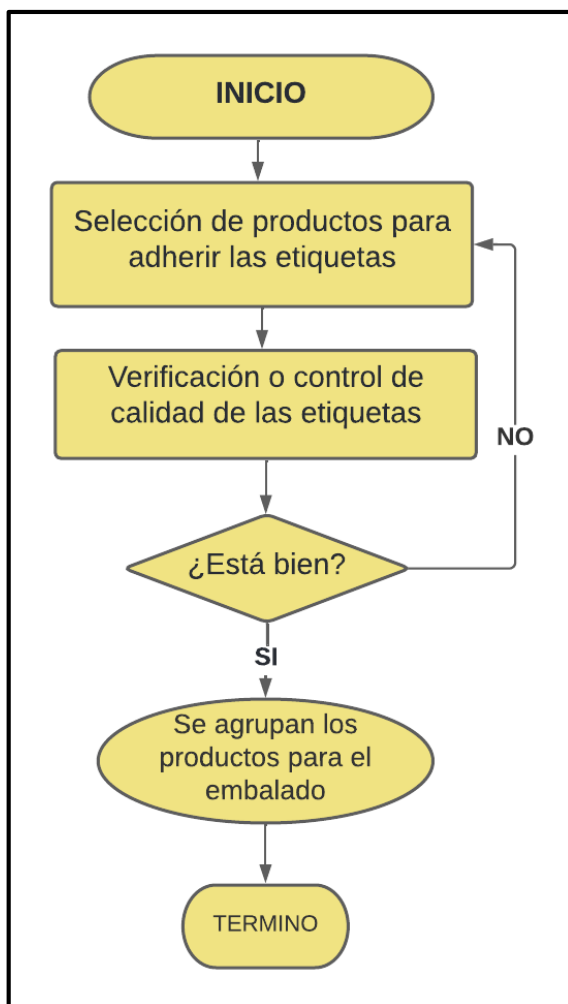 INICIO
Selección de productos para
adherir las etiquetas
Verificación o control de
calidad de las etiquetas
NO
¿Está bien?
SI
Se agrupan los
productos para el
embalado
TERMINO